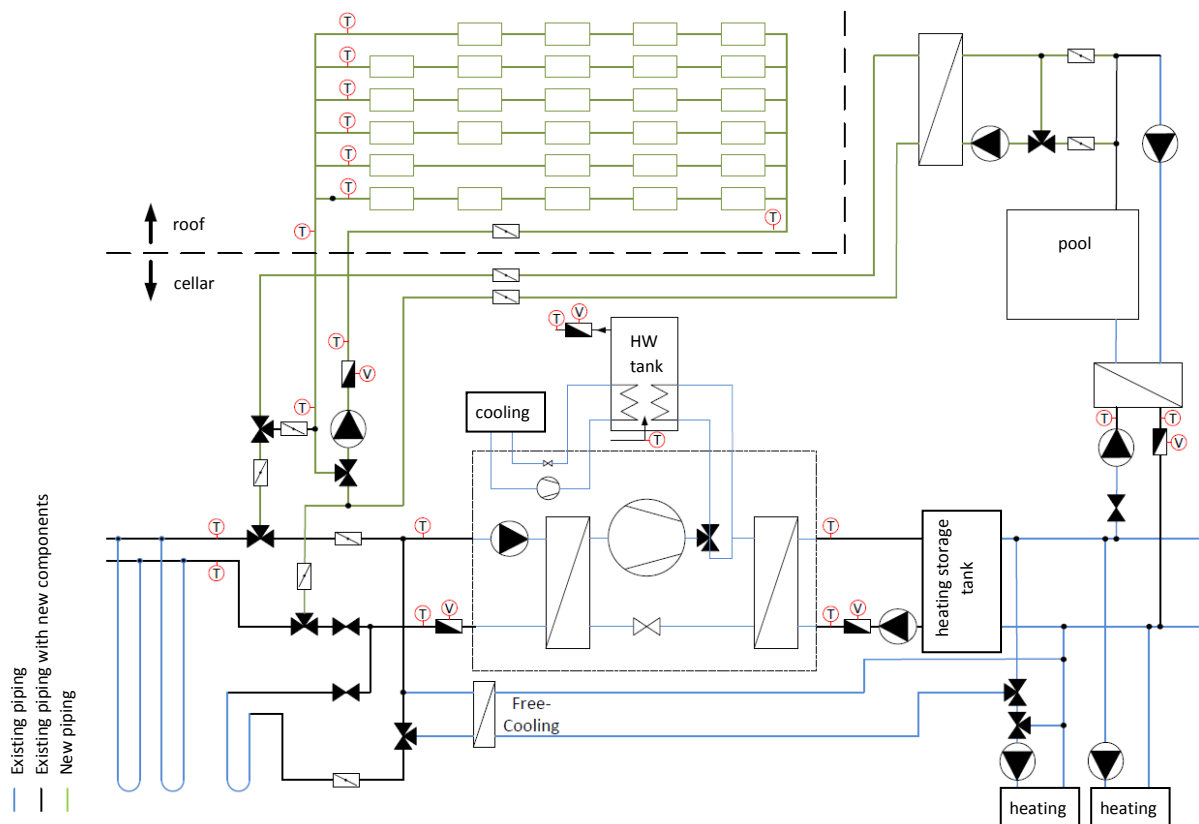 T
T
T
T
T
T
T
T
roof
cellar
pool
T
V
T
V
HW
tank
T
T
cooling
T
T
T
V
T
T
T
heating storage
tank
T
T
V
T
V
Free-
Cooling
Existing piping
Existing piping with new components
New piping
heating
heating